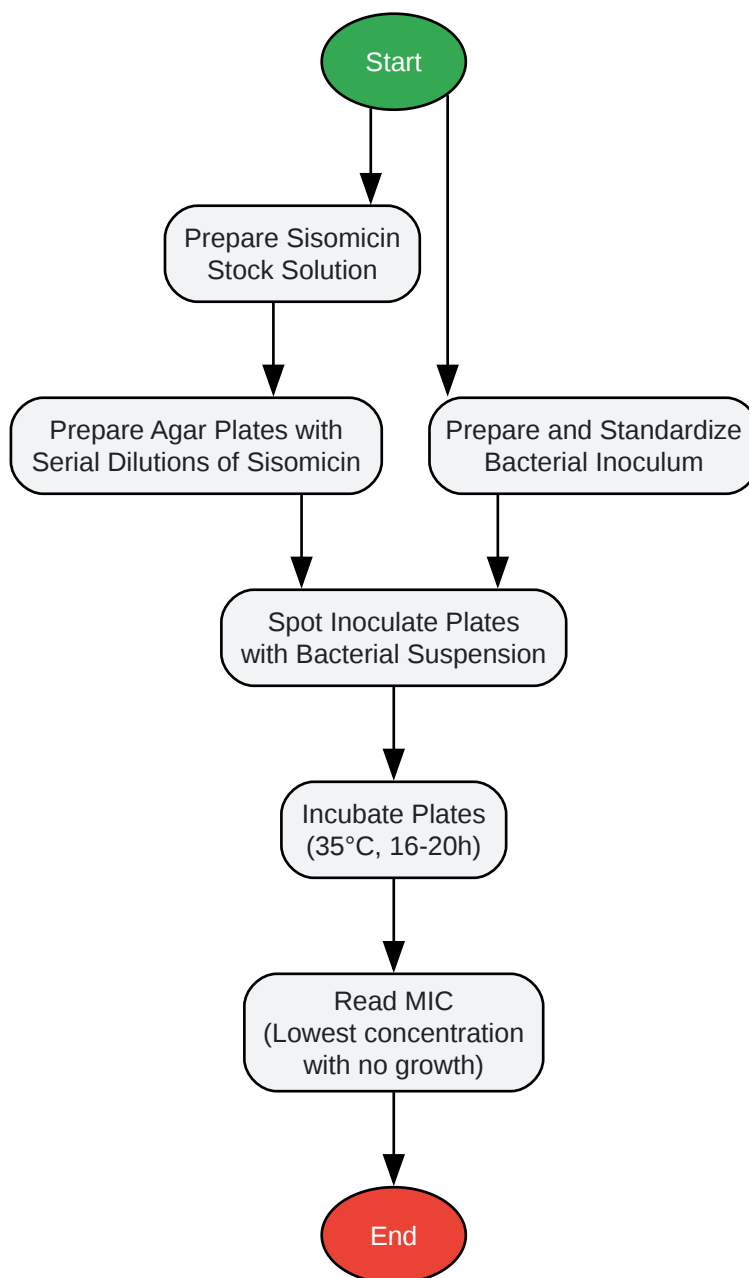 Start
Prepare Sisomicin
Stock Solution
Prepare Agar Plates with
Serial Dilutions of Sisomicin
Prepare and Standardize
Bacterial Inoculum
Spot Inoculate Plates
with Bacterial Suspension
Incubate Plates
(35°C, 16-20h)
Read MIC
(Lowest concentration
with no growth)
End